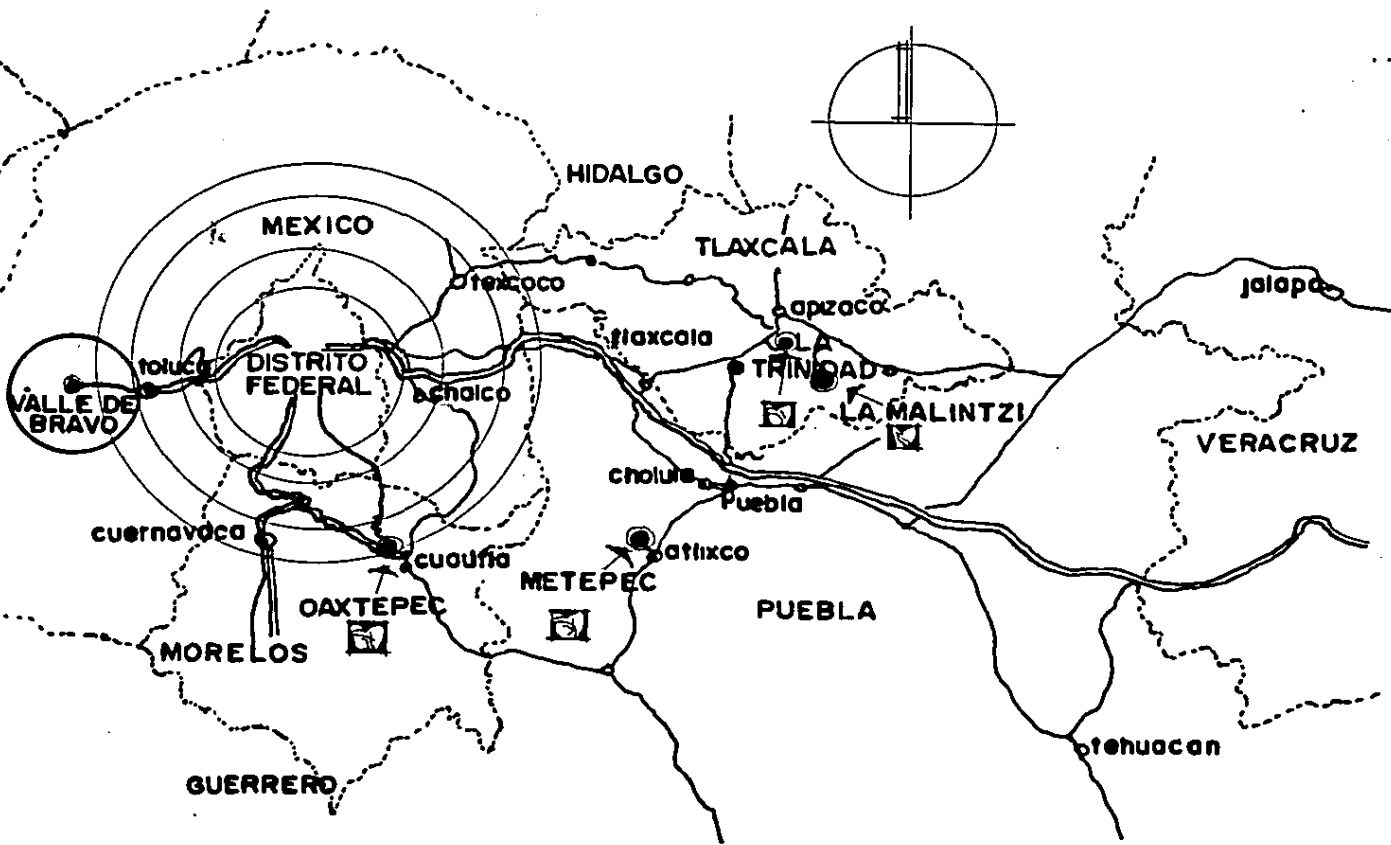 HIDALGO
MEXICO
TLAXCALA
texcoco
jalapa
apizaco
tlaxcala
toluca
DISTRITO
FEDERAL
LA
TRINIDAD
chalco
VALLE DE
BRAVO
LA MALINTZI
VERACRUZ
cholula
Puebla
cuernavaca
cuautla
atlixco
METEPEC
OAXTEPEC
PUEBLA
MORELOS
tehuacan
GUERRERO